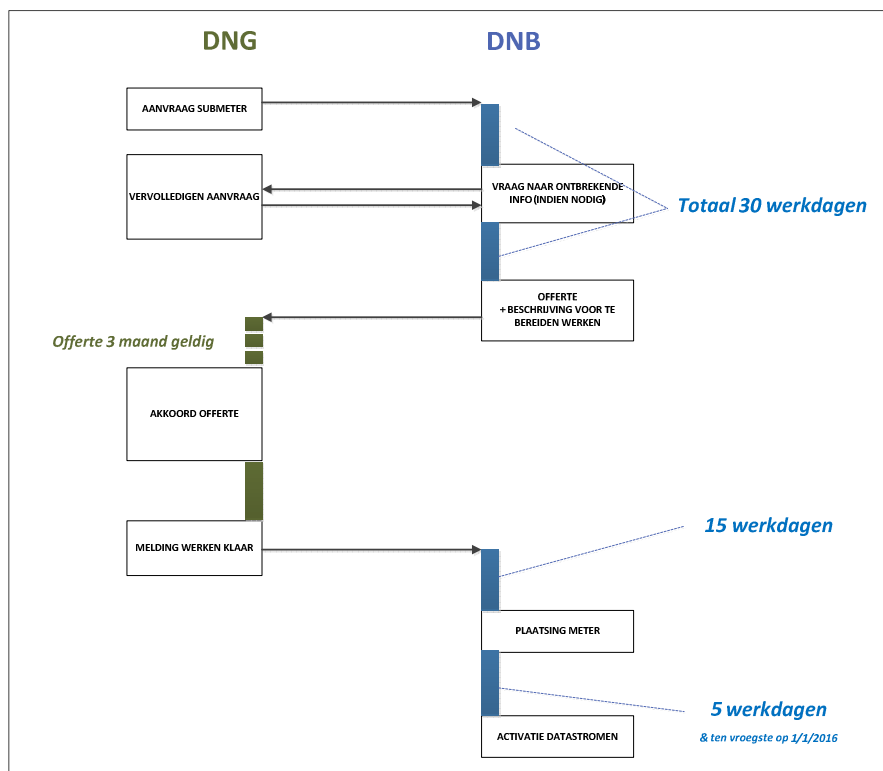 DNG
DNB
AANVRAAG SUBMETER
VERVOLLEDIGEN AANVRAAG
VRAAG NAAR ONTBREKENDE
INFO (INDIEN NODIG)
Totaal 30 werkdagen
OFFERTE
+ BESCHRIJVING VOOR TE
BEREIDEN WERKEN
Offerte 3 maand geldig
AKKOORD OFFERTE
15 werkdagen
MELDING WERKEN KLAAR
PLAATSING METER
5 werkdagen
& ten vroegste op 1/1/2016
ACTIVATIE DATASTROMEN